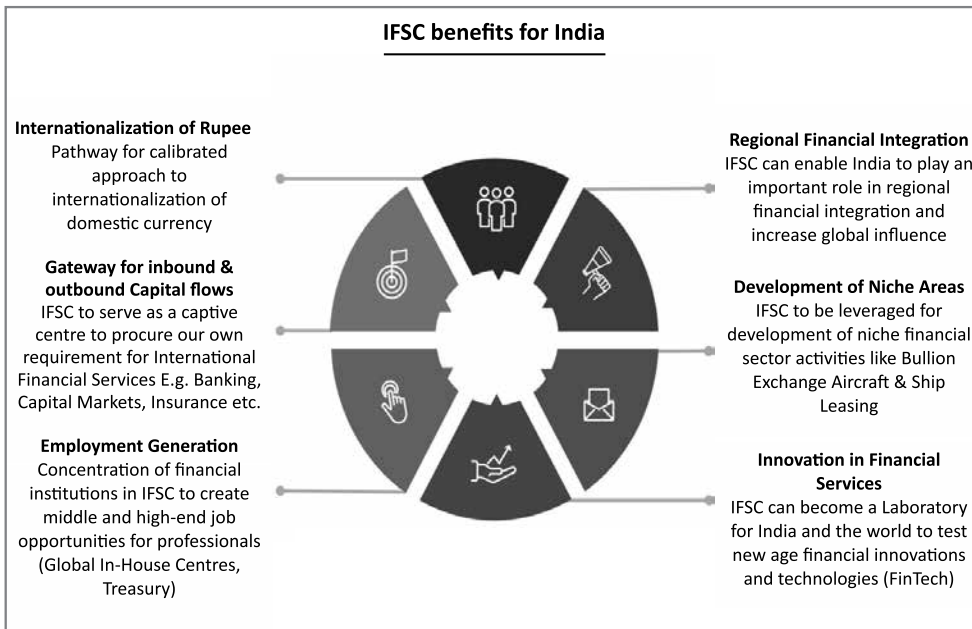 IFSC benefits for India
Internationalization of Rupee
Pathway for calibrated
approach to
internationalization of
domestic currency
Gateway for inbound &
outbound Capital flows
IFSC to serve as a captive
centre to procure our own
requirement for International
Financial Services E.g. Banking,
Capital Markets, Insurance etc.
Employment Generation
Concentration of financial
institutions in IFSC to create
middle and high-end job
opportunities for professionals
(Global In-House Centres,
Treasury)
Regional Financial Integration
IFSC can enable India to play an
important role in regional
financial integration and
increase global influence
Development of Niche Areas
IFSC to be leveraged for
development of niche financial
sector activities like Bullion
Exchange Aircraft & Ship
Leasing
Innovation in Financial
Services
IFSC can become a Laboratory
for India and the world to test
new age financial innovations
and technologies (FinTech)